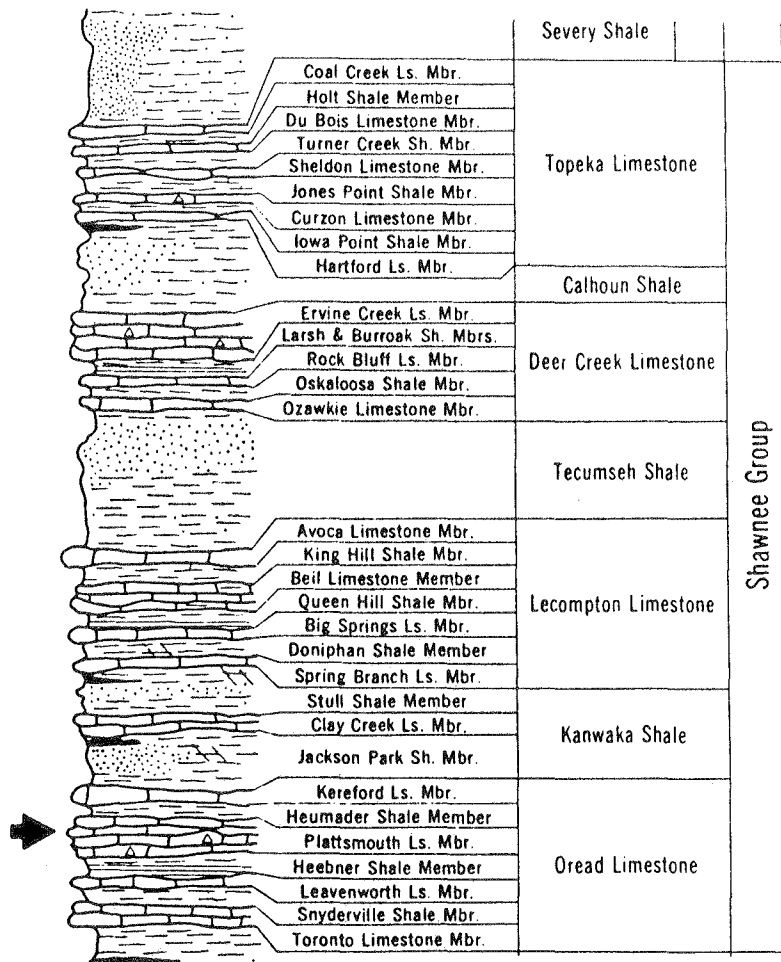 Severy Shale
Coal Creek Ls. Mbr.
Holt Shale Member
Du Bois Limestone Mbr.
Turner Creek Sh. Mbr.
Sheldon Limestone Mbr.
Jones Point Shale Mbr.
Curzon Limestone Mbr.
Iowa Point Shale Mbr.
Hartford Ls. Mbr.
Topeka Limestone
Calhoun Shale
Ervine Creek Ls. Mbr.
Larsh & Burroak Sh. Mbrs.
Rock Bluff Ls. Mbr.
Oskaloosa Shale Mbr.
Ozawkie Limestone Mbr.
Deer Creek Limestone
Tecumseh Shale
Avoca Limestone Mbr.
King Hill Shale Mbr.
Beil Limestone Member
Queen Hill Shale Mbr.
Big Springs Ls. Mbr.
Doniphan Shale Member
Spring Branch Ls. Mbr.
Lecompton Limestone
Stull Shale Member
Clay Creek Ls. Mbr.
Jackson Park Sh. Mbr.
Kanwaka Shale
Kereford Ls. Mbr.
Heumader Shale Member
Plattsmouth Ls. Mbr.
Heebner Shale Member
Leavenworth Ls. Mbr.
Snyderville Shale Mbr.
Toronto Limestone Mbr.
Oread Limestone
Shawnee Group